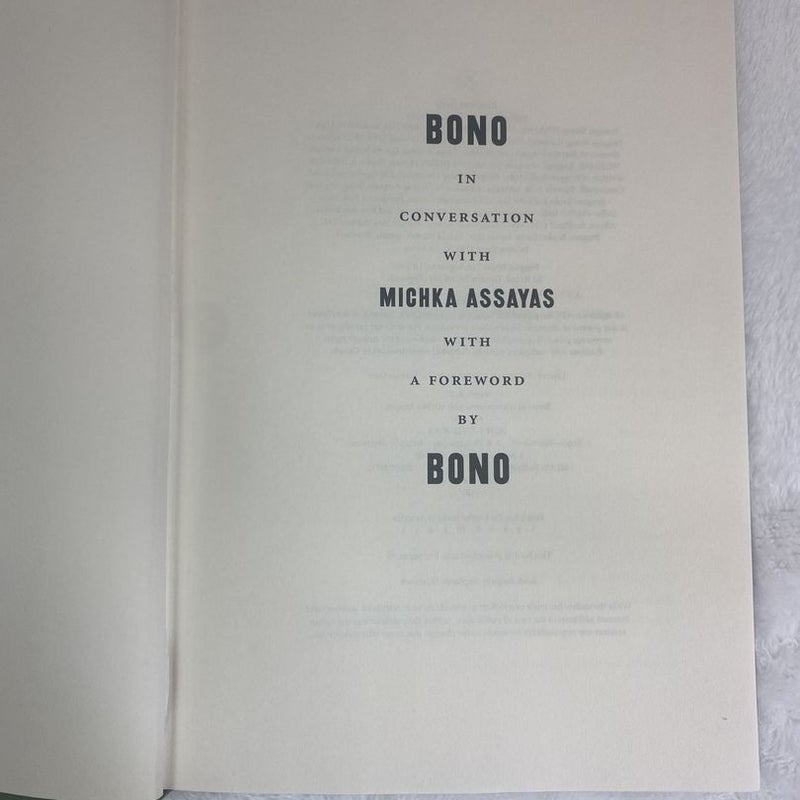 BONO
IN
CONVERSATION
WITH
MICHKA ASSAYAS
WITH
A FOREWORD
BY
BONO